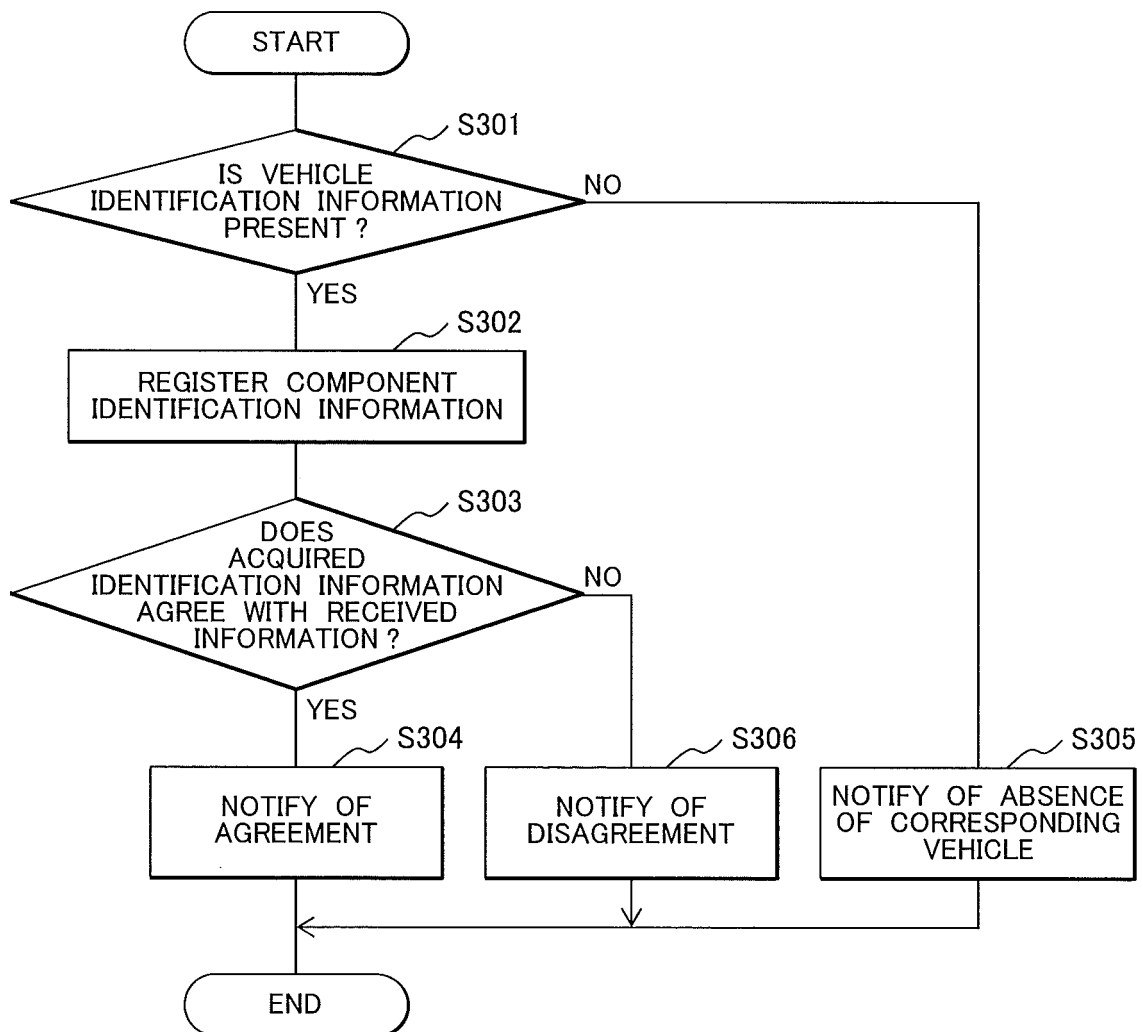 START
S301
IS VEHICLE
IDENTIFICATION INFORMATION
PRESENT ?
NO
YES
S302
REGISTER COMPONENT
IDENTIFICATION INFORMATION
S303
DOES
ACQUIRED
IDENTIFICATION INFORMATION
AGREE WITH RECEIVED
INFORMATION ?
NO
YES
S304
NOTIFY OF
AGREEMENT
S306
NOTIFY OF
DISAGREEMENT
S305
NOTIFY OF ABSENCE
OF CORRESPONDING
VEHICLE
END